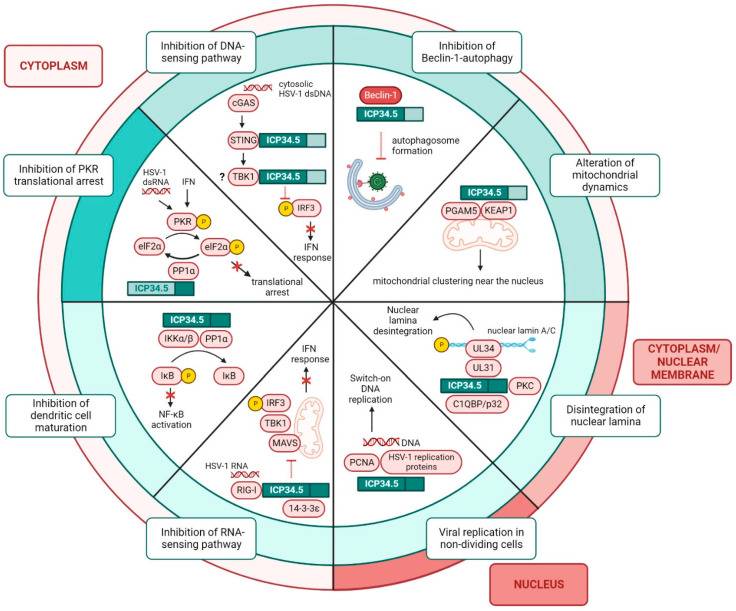 CYTOPLASM
Inhibition of DNA-
sensing pathway
Inhibition of
Beclin-1-autophagy
cytosolic
HSV-1 dsDNA
cGAS
STING
ICP34.5
?
TBK1
ICP34.5
P
IRF3
IFN
response
Beclin-1
ICP34.5
autophagosome
formation
Inhibition of PKR
translational arrest
HSV-1
dsRNA
IFN
PKR
P
eIF2α
eIF2α
P
PP1α
ICP34.5
translational
arrest
Alteration of
mitochondrial
dynamics
ICP34.5
PGAM5
KEAP1
mitochondrial clustering near the nucleus
ICP34.5
IKKα/β
PP1α
IκB
P
IκB
NF-κB
activation
Inhibition of
dendritic cell
maturation
IFN
response
P
IRF3
TBK1
MAVS
HSV-1 RNA
RIG-I
ICP34.5
14-3-3ε
Inhibition of RNA-
sensing pathway
Switch-on
DNA
replication
DNA
PCNA
HSV-1 replication
proteins
ICP34.5
Viral replication in
non-dividing cells
Nuclear
lamina
desintegration
nuclear lamin A/C
P
UL34
UL31
ICP34.5
PKC
C1QBP/p32
CYTOPLASM/
NUCLEAR
MEMBRANE
Disintegration of
nuclear lamina
NUCLEUS